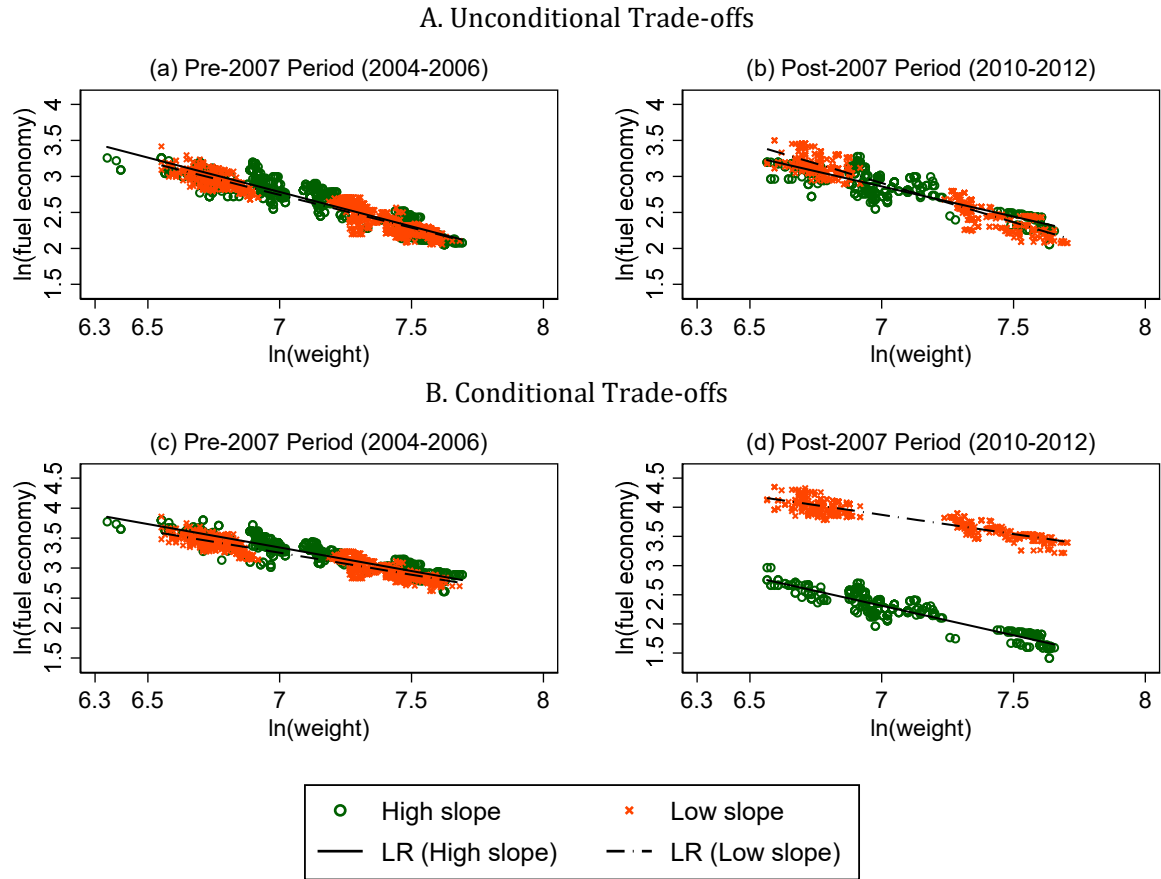 A. Unconditional Trade-offs
(a) Pre-2007 Period (2004-2006)
ln(fuel economy)
1.5 2 2.5 3 3.5 4
6.3 6.5 7 7.5 8
ln(weight)
(b) Post-2007 Period (2010-2012)
ln(fuel economy)
1.5 2 2.5 3 3.5 4
6.3 6.5 7 7.5 8
ln(weight)
B. Conditional Trade-offs
(c) Pre-2007 Period (2004-2006)
ln(fuel economy)
1.5 2 2.5 3 3.5 4 4.5
6.3 6.5 7 7.5 8
ln(weight)
(d) Post-2007 Period (2010-2012)
ln(fuel economy)
1.5 2 2.5 3 3.5 4 4.5
6.3 6.5 7 7.5 8
ln(weight)
High slope Low slope
LR (High slope) LR (Low slope)